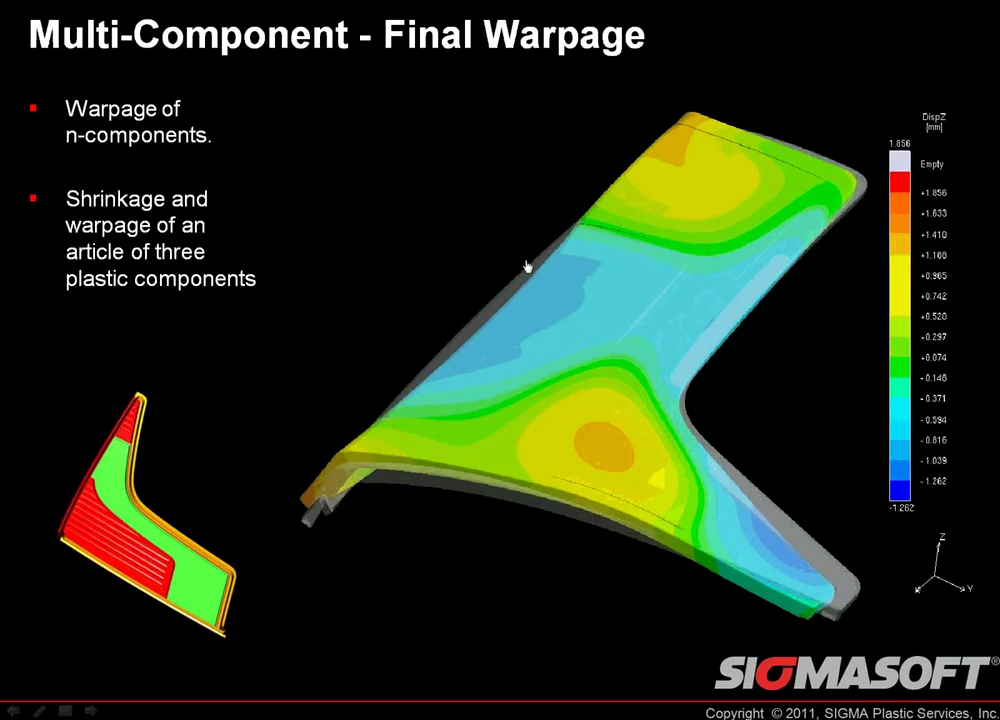 Multi-Component - Final Warpage
Warpage of
n-components.
Shrinkage and
warpage of an
article of three
plastic components
DispZ
[mm]
1.856
Empty
+1.856
+1.633
+1.410
+1.188
+0.965
+0.742
+0.520
+0.297
+0.074
-0.148
-0.371
-0.594
-0.816
-1.039
-1.262
-1.262
Z
Y
SIGMASOFT®
Copyright © 2011, SIGMA Plastic Services, Inc.